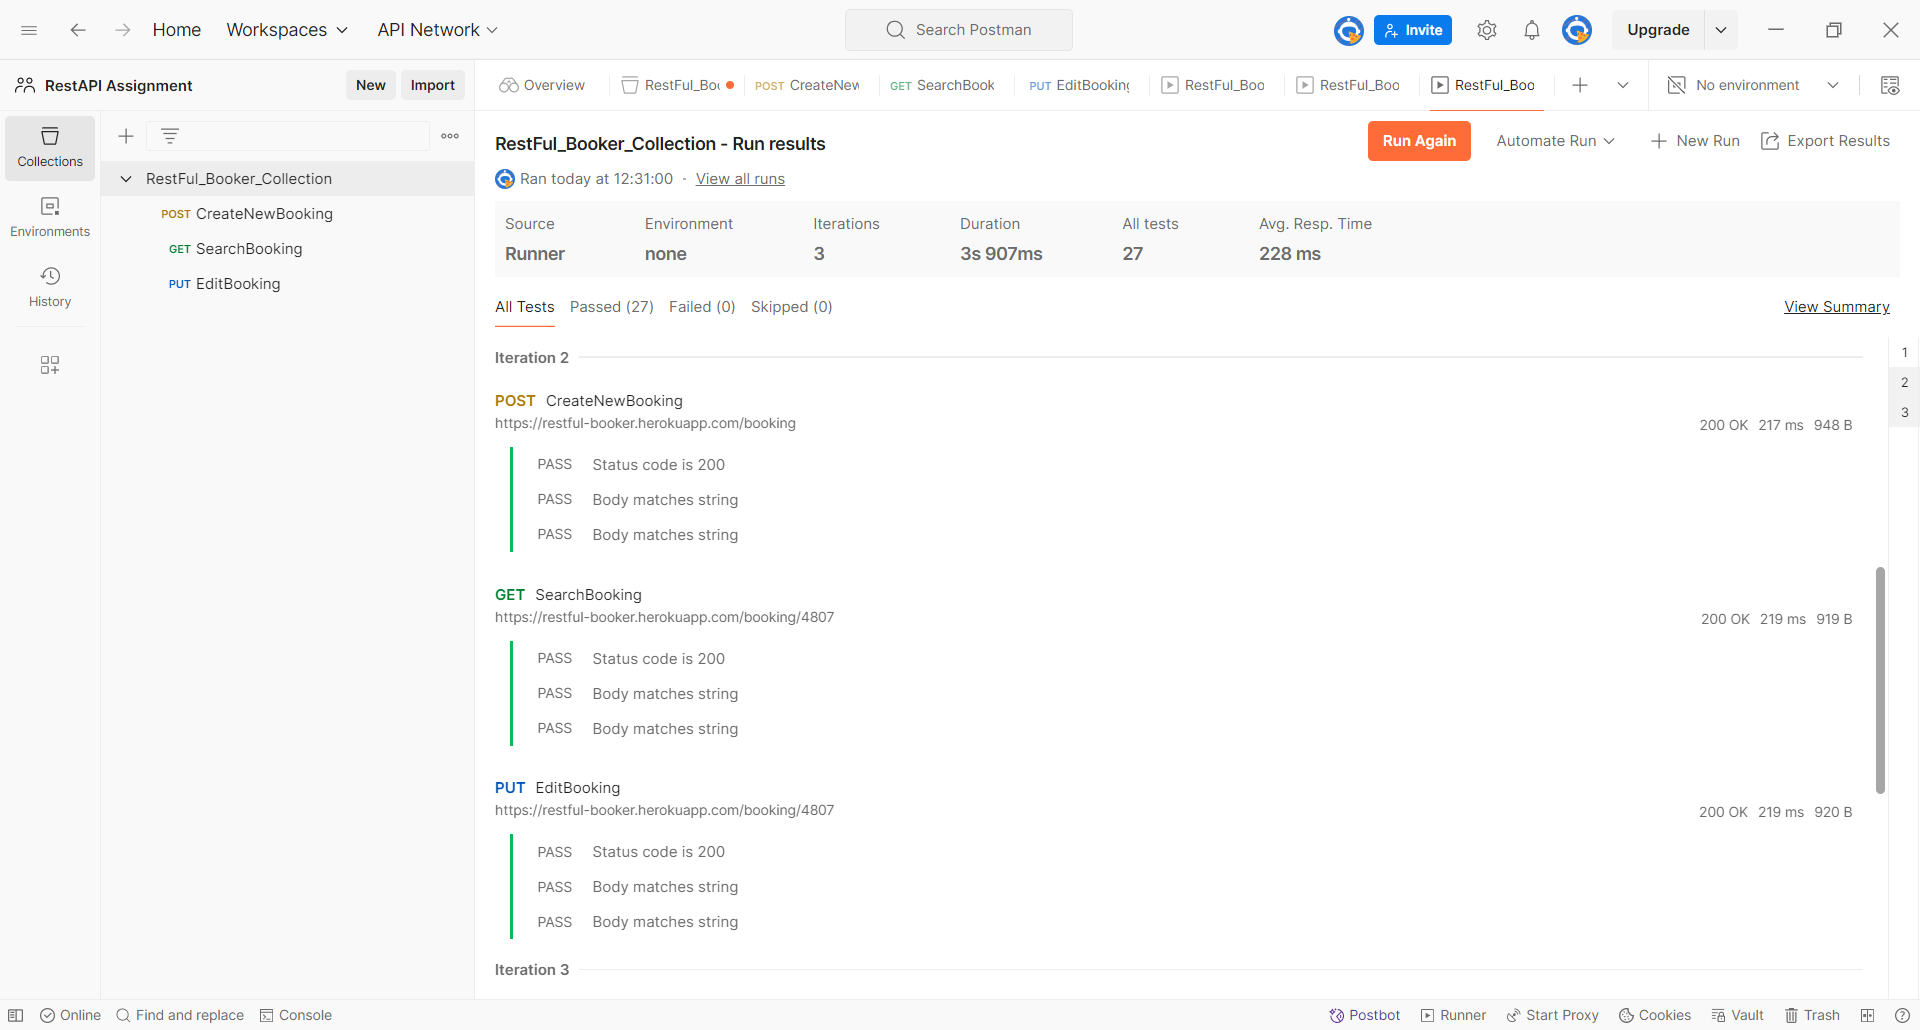 Home Workspaces API Network Search Postman Invite Upgrade
RestAPI Assignment New Import
Overview RestFul_Bo POST CreateNew GET SearchBook PUT EditBooking RestFul_Boo RestFul_Boo RestFul_Boo No environment
Collections
Environments
History
RestFul_Booker_Collection
POST CreateNewBooking
GET SearchBooking
PUT EditBooking
RestFul_Booker_Collection - Run results
Run Again Automate Run New Run Export Results
Ran today at 12:31:00 · View all runs
Source Environment Iterations Duration All tests Avg. Resp. Time
Runner none 3 3s 907ms 27 228 ms
All Tests Passed (27) Failed (0) Skipped (0) View Summary
Iteration 2
1
2
3
POST CreateNewBooking
https://restful-booker.herokuapp.com/booking
200 OK 217 ms 948 B
PASS Status code is 200
PASS Body matches string
PASS Body matches string
GET SearchBooking
https://restful-booker.herokuapp.com/booking/4807
200 OK 219 ms 919 B
PASS Status code is 200
PASS Body matches string
PASS Body matches string
PUT EditBooking
https://restful-booker.herokuapp.com/booking/4807
200 OK 219 ms 920 B
PASS Status code is 200
PASS Body matches string
PASS Body matches string
Iteration 3
Online Find and replace Console Postbot Runner Start Proxy Cookies Vault Trash